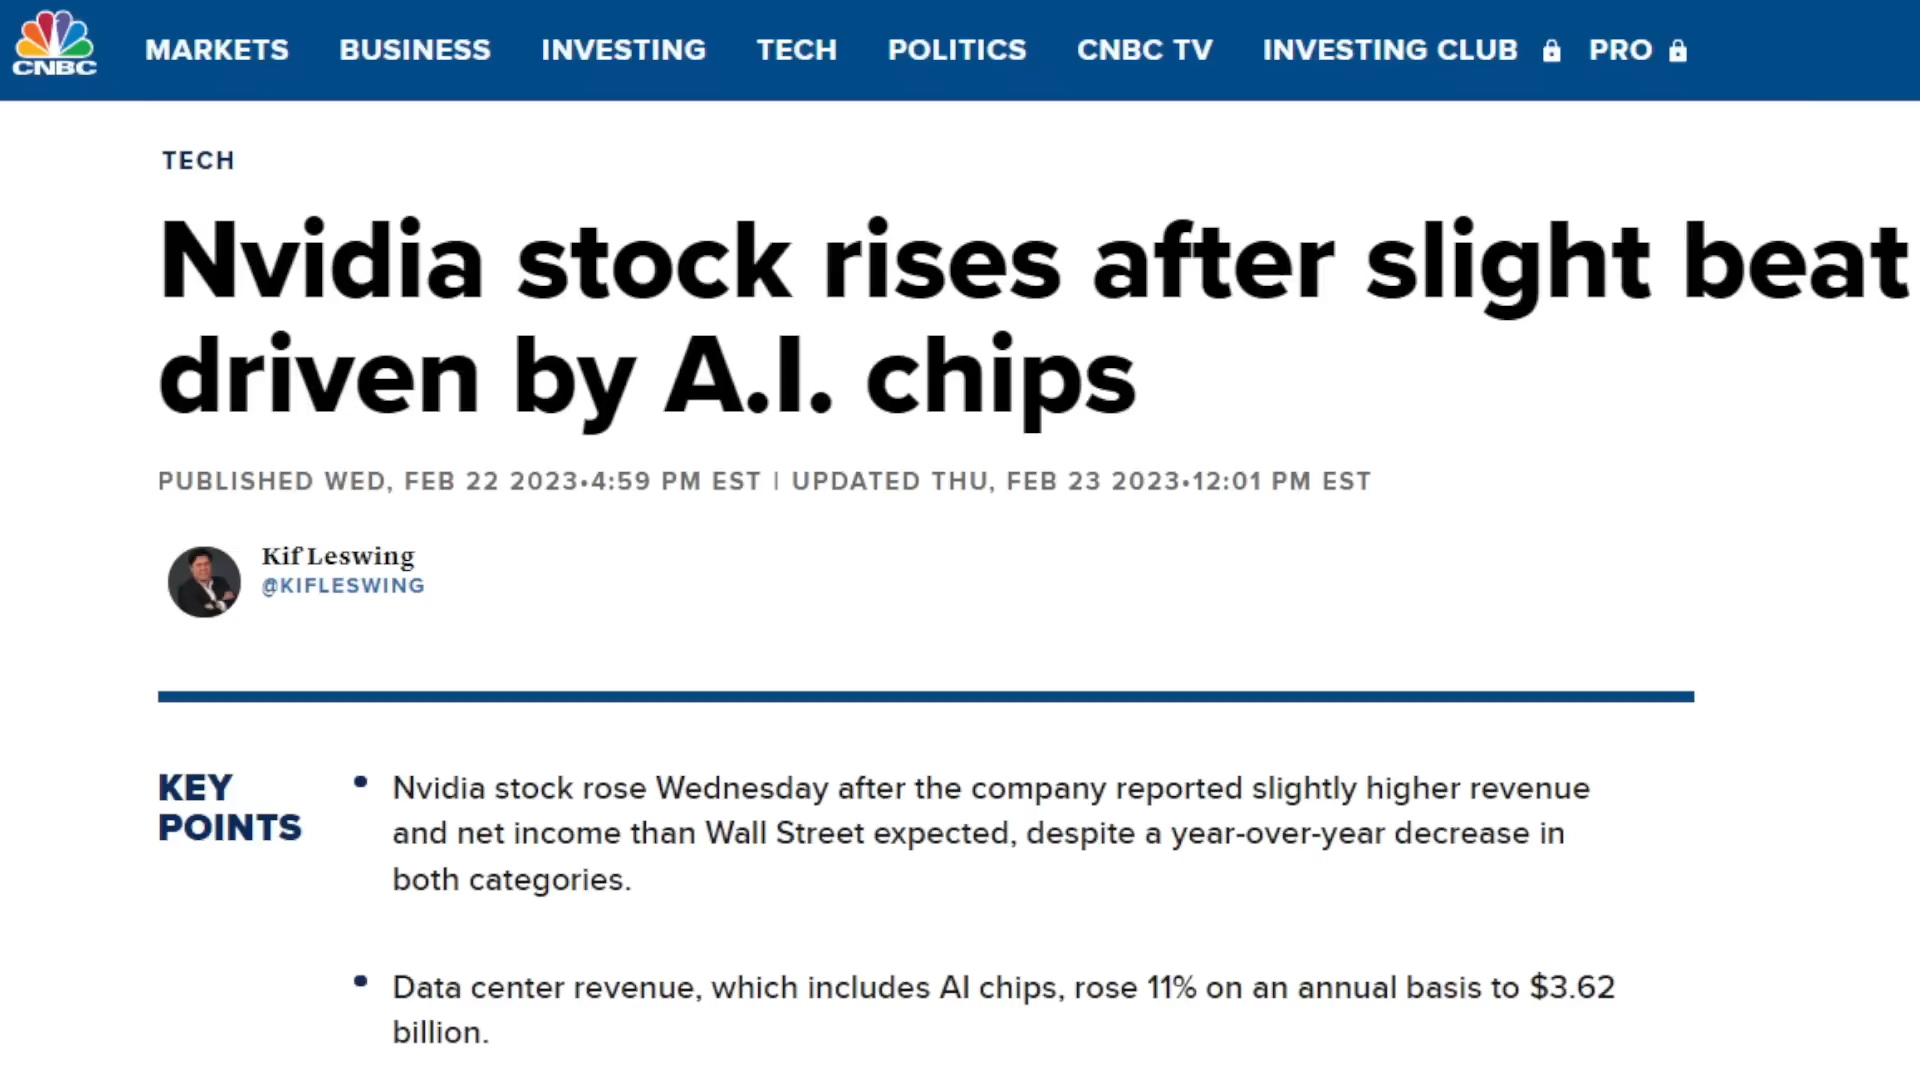 CNBC
MARKETS BUSINESS INVESTING TECH POLITICS CNBC TV INVESTING CLUB PRO
TECH
Nvidia stock rises after slight beat
driven by A.I. chips
PUBLISHED WED, FEB 22 2023•4:59 PM EST | UPDATED THU, FEB 23 2023•12:01 PM EST
Kif Leswing
@KIFLESWING
KEY
POINTS
• Nvidia stock rose Wednesday after the company reported slightly higher revenue
and net income than Wall Street expected, despite a year-over-year decrease in
both categories.
• Data center revenue, which includes AI chips, rose 11% on an annual basis to $3.62
billion.